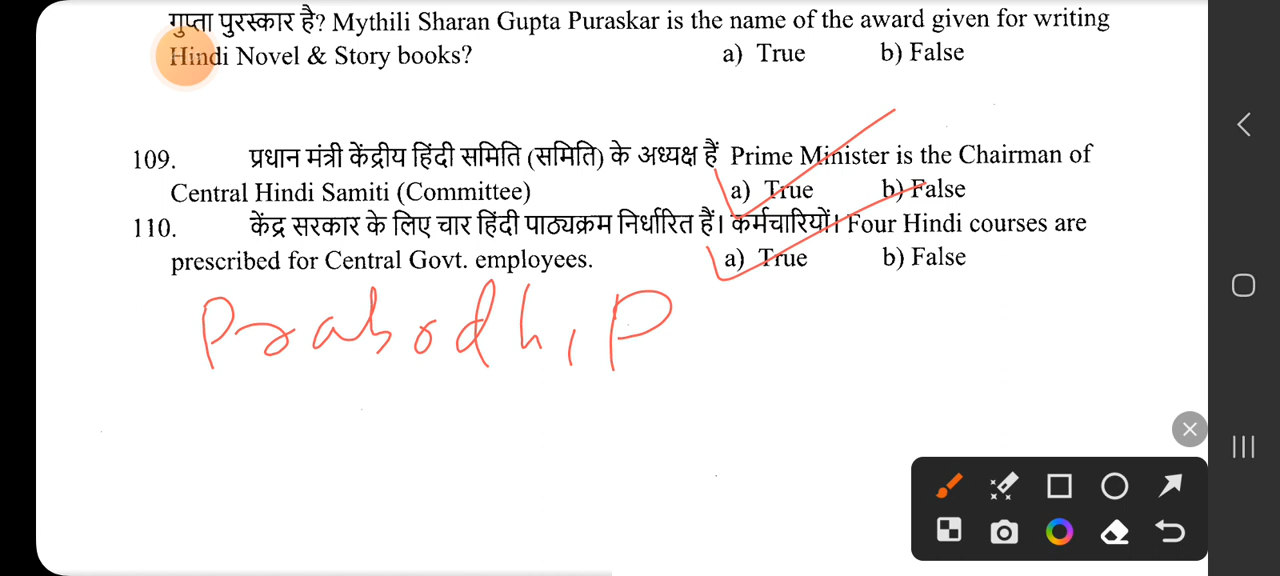 गुप्ता पुरस्कार है? Mythili Sharan Gupta Puraskar is the name of the award given for writing
Hindi Novel & Story books? a) True b) False
109. प्रधान मंत्री केंद्रीय हिंदी समिति (समिति) के अध्यक्ष हैं Prime Minister is the Chairman of
Central Hindi Samiti (Committee) a) True b) False
110. केंद्र सरकार के लिए चार हिंदी पाठ्यक्रम निर्धारित हैं। कर्मचारियों। Four Hindi courses are
prescribed for Central Govt. employees. a) True b) False
Prabodh, P